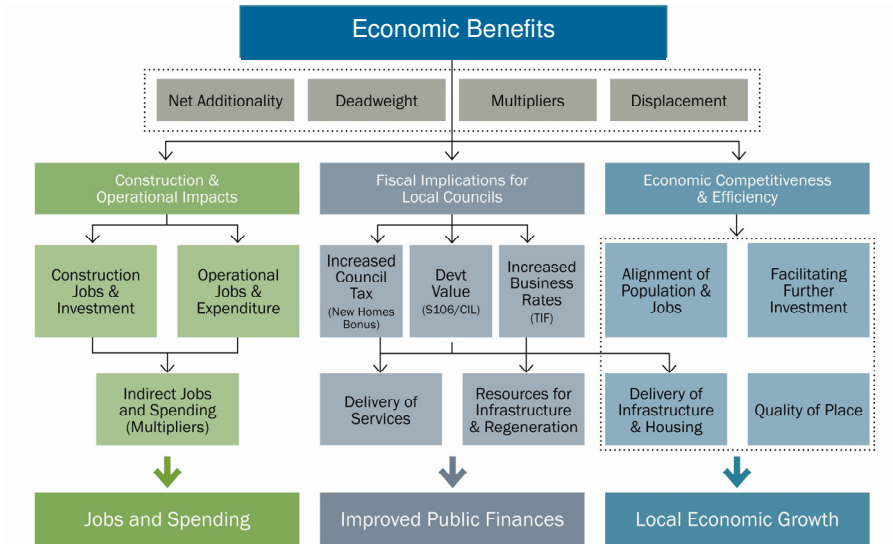 Economic Benefits
Net Additionality
Deadweight
Multipliers
Displacement
Construction &
Operational Impacts
Fiscal Implications for
Local Councils
Economic Competitiveness
& Efficiency
Construction
Jobs &
Investment
Operational
Jobs &
Expenditure
Increased
Council
Tax
(New Homes
Bonus)
Devt
Value
(S106/CIL)
Increased
Business
Rates
(TIF)
Alignment of
Population &
Jobs
Facilitating
Further
Investment
Indirect Jobs
and Spending
(Multipliers)
Delivery of
Services
Resources for
Infrastructure
& Regeneration
Delivery of
Infrastructure
& Housing
Quality of Place
Jobs and Spending
Improved Public Finances
Local Economic Growth